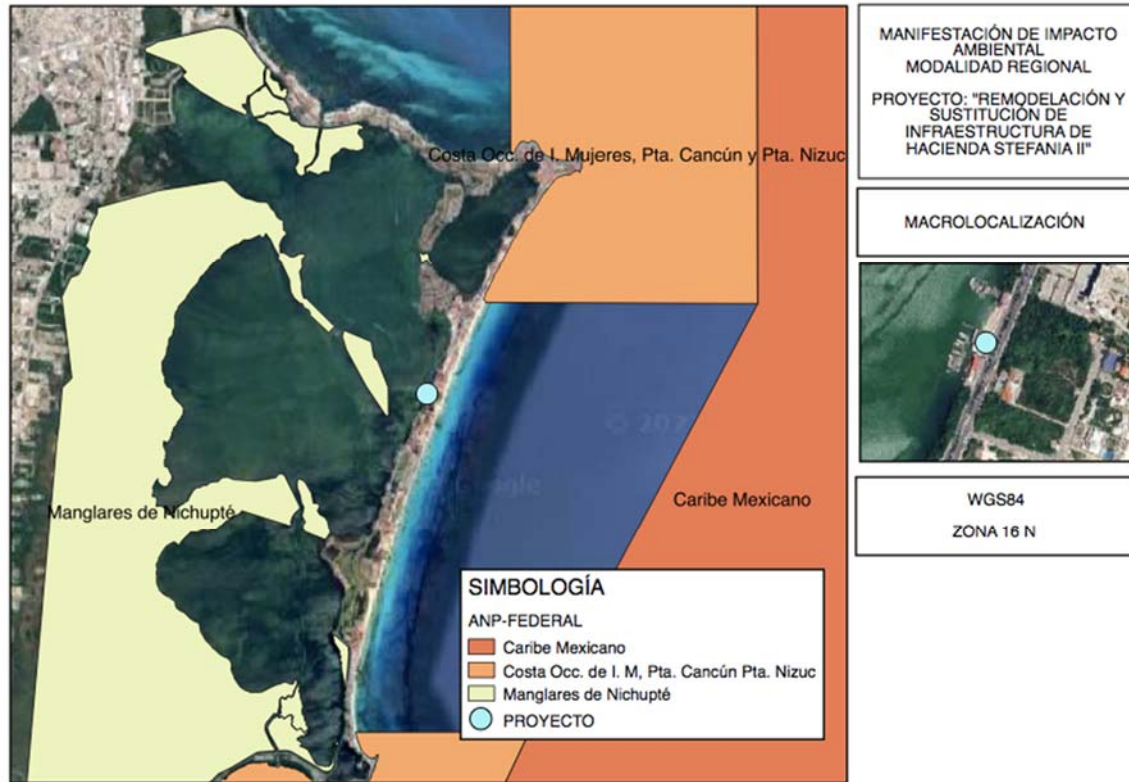 Costa Occ. de I. Mujeres, Pta. Cancún y Pta. Nizuc
Manglares de Nichupté
Caribe Mexicano
© 202
Google
SIMBOLOGÍA
ANP-FEDERAL
Caribe Mexicano
Costa Occ. de I. M, Pta. Cancún Pta. Nizuc
Manglares de Nichupté
PROYECTO
MANIFESTACIÓN DE IMPACTO
AMBIENTAL
MODALIDAD REGIONAL
PROYECTO: "REMODELACIÓN Y
SUSTITUCIÓN DE
INFRAESTRUCTURA DE
HACIENDA STEFANIA II"
MACROLOCALIZACIÓN
WGS84
ZONA 16 N